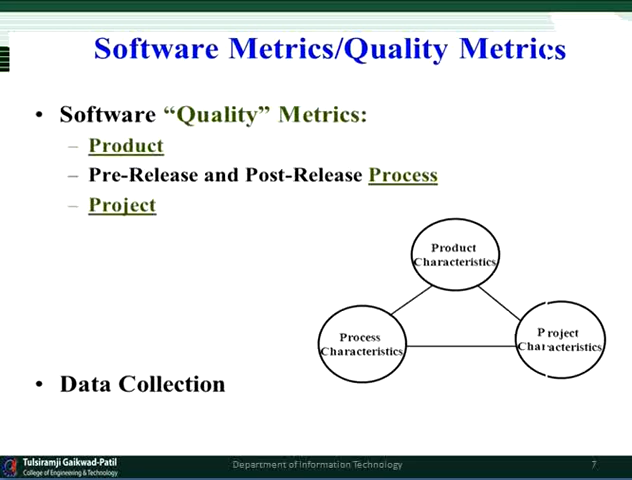 Software Metrics/Quality Metrics
• Software “Quality” Metrics:
– Product
– Pre-Release and Post-Release Process
– Project
Product
Characteristics
Process
Characteristics
Project
Characteristics
• Data Collection
Tulsiramji Gaikwad-Patil
College of Engineering & Technology
Department of Information Technology
7